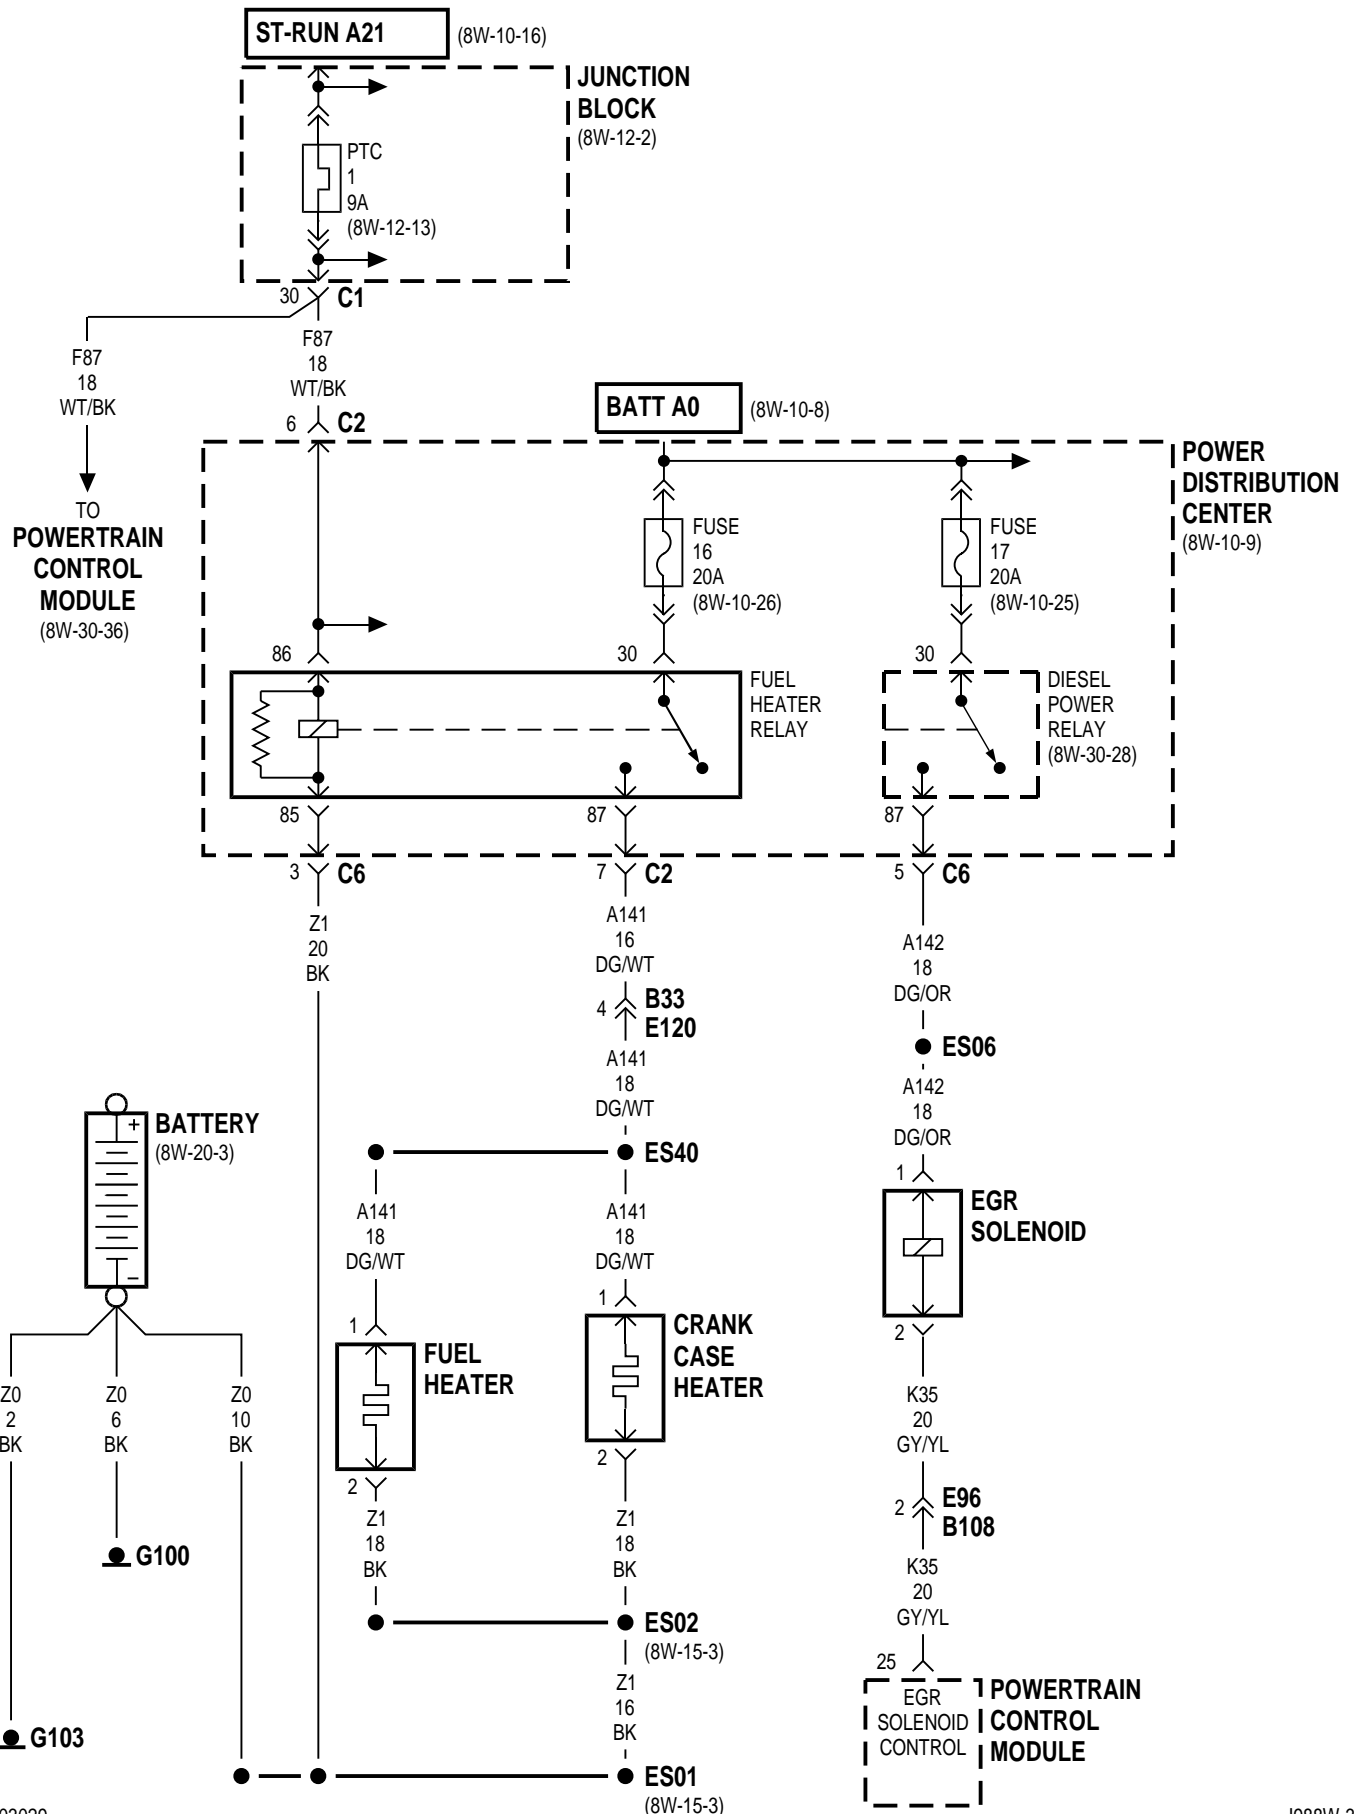 ST-RUN A21
(8W-10-16)
JUNCTION
BLOCK
(8W-12-2)
PTC
1
9A
(8W-12-13)
30
C1
F87
18
WT/BK
F87
18
WT/BK
6
C2
BATT A0
(8W-10-8)
TO
POWERTRAIN
CONTROL
MODULE
(8W-30-36)
POWER
DISTRIBUTION
CENTER
(8W-10-9)
FUSE
16
20A
(8W-10-26)
FUSE
17
20A
(8W-10-25)
86
30
30
FUEL
HEATER
RELAY
DIESEL
POWER
RELAY
(8W-30-28)
85
87
87
3
C6
7
C2
5
C6
Z1
20
BK
A141
16
DG/WT
A142
18
DG/OR
4
B33
E120
ES06
A141
18
DG/WT
A142
18
DG/OR
+
BATTERY
(8W-20-3)
–
ES40
1
EGR
SOLENOID
A141
18
DG/WT
A141
18
DG/WT
1
1
2
FUEL
HEATER
CRANK
CASE
HEATER
Z0
2
BK
Z0
6
BK
Z0
10
BK
K35
20
GY/YL
2
2
2
E96
B108
Z1
18
BK
Z1
18
BK
G100
K35
20
GY/YL
ES02
(8W-15-3)
25
Z1
16
BK
EGR
SOLENOID
CONTROL
POWERTRAIN
CONTROL
MODULE
G103
ES01
(8W-15-3)